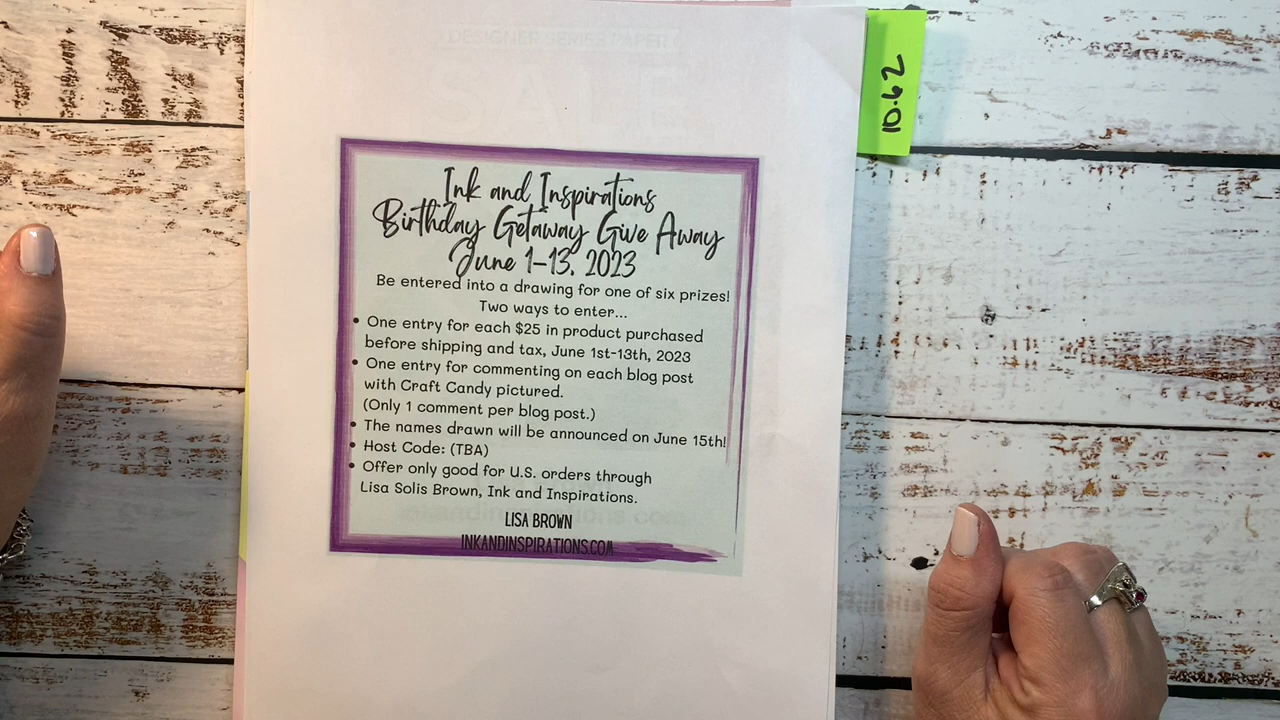 DESIGNER SERIES PAPER
SALE
10.62
Ink and Inspirations
Birthday Getaway Give Away
June 1-13, 2023
Be entered into a drawing for one of six prizes!
Two ways to enter...
• One entry for each $25 in product purchased
before shipping and tax, June 1st-13th, 2023
• One entry for commenting on each blog post
with Craft Candy pictured.
(Only 1 comment per blog post.)
• The names drawn will be announced on June 15th!
• Host Code: (TBA)
• Offer only good for U.S. orders through
Lisa Solis Brown, Ink and Inspirations.
LISA BROWN
INKANDINSPIRATIONS.COM